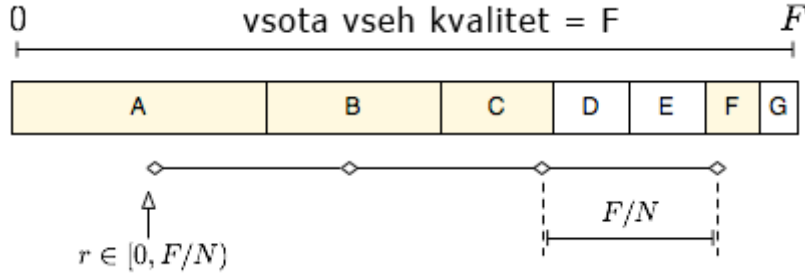 0 vsota vseh kvalitet = F F
A B C D E F G
F/N
r ∈ [0, F/N)